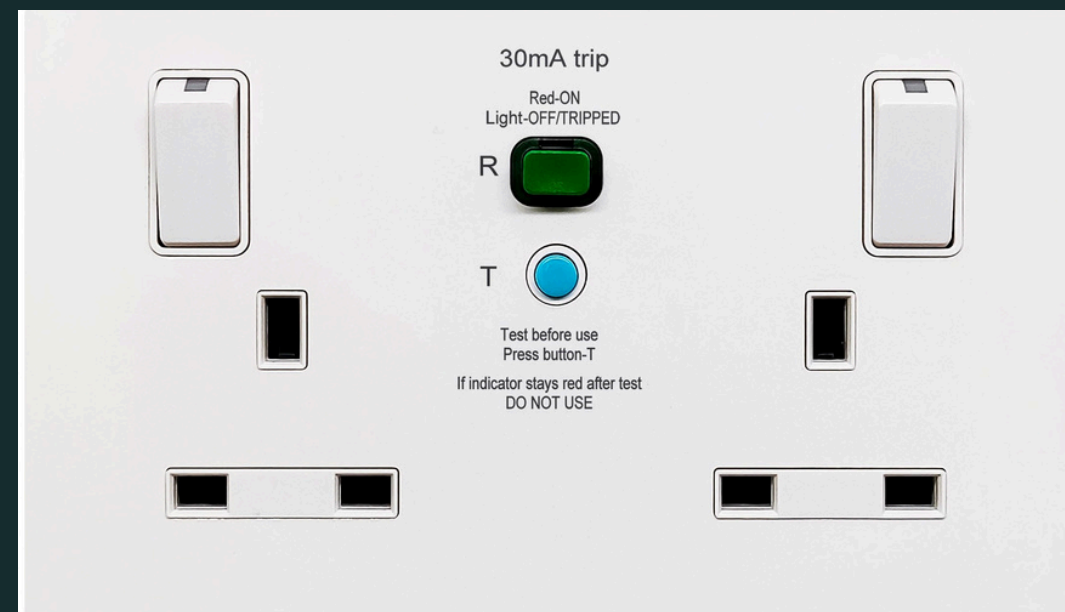 30mA trip
Red-ON
Light-OFF/TRIPPED
R
T
Test before use
Press button-T
If indicator stays red after test
DO NOT USE